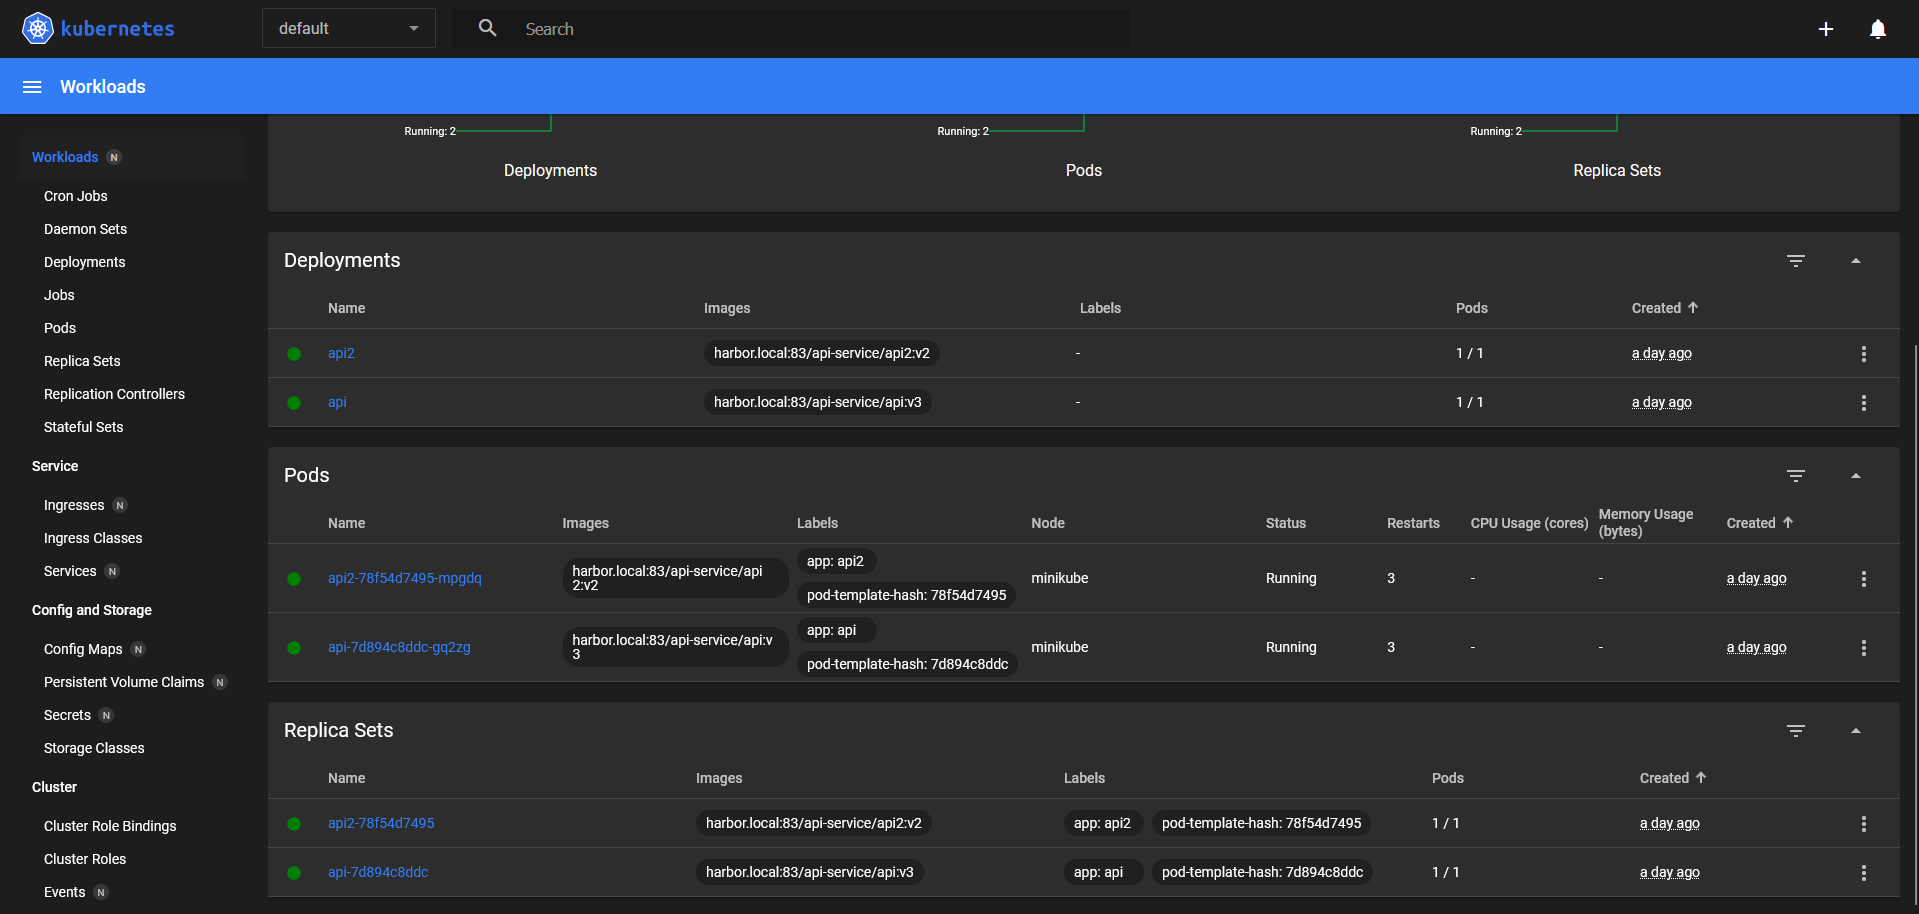 kubernetes
default
Search
Workloads
Workloads N
Cron Jobs
Daemon Sets
Deployments
Jobs
Pods
Replica Sets
Replication Controllers
Stateful Sets
Service
Ingresses N
Ingress Classes
Services N
Config and Storage
Config Maps N
Persistent Volume Claims N
Secrets N
Storage Classes
Cluster
Cluster Role Bindings
Cluster Roles
Events N
Running: 2 Running: 2 Running: 2
Deployments Pods Replica Sets
Deployments
Name Images Labels Pods Created
api2 harbor.local:83/api-service/api2:v2 - 1 / 1 a day ago
api harbor.local:83/api-service/api:v3 - 1 / 1 a day ago
Pods
Name Images Labels Node Status Restarts CPU Usage (cores) Memory Usage
(bytes) Created
api2-78f54d7495-mpgdq harbor.local:83/api-service/api
2:v2 app: api2
pod-template-hash: 78f54d7495 minikube Running 3 - - a day ago
api-7d894c8ddc-gq2zg harbor.local:83/api-service/api:v
3 app: api
pod-template-hash: 7d894c8ddc minikube Running 3 - - a day ago
Replica Sets
Name Images Labels Pods Created
api2-78f54d7495 harbor.local:83/api-service/api2:v2 app: api2 pod-template-hash: 78f54d7495 1 / 1 a day ago
api-7d894c8ddc harbor.local:83/api-service/api:v3 app: api pod-template-hash: 7d894c8ddc 1 / 1 a day ago